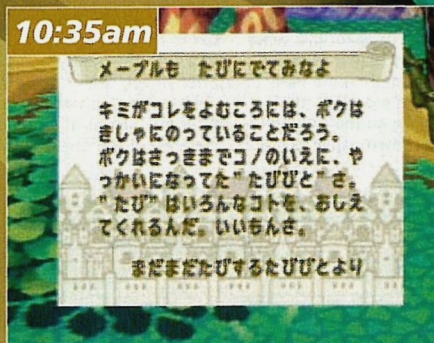 10:35am
メープルも たびにでてみなよ
キミがコレをよむころには、ボクは
きしゃにのっていることだろう。
ボクはさっきまでコノのいえに、や
っかいになってた"たびびと"さ。
"たび"はいろんなコトを、おしえ
てくれるんだ。いいもんさ。
まだまだたびするたびびとより